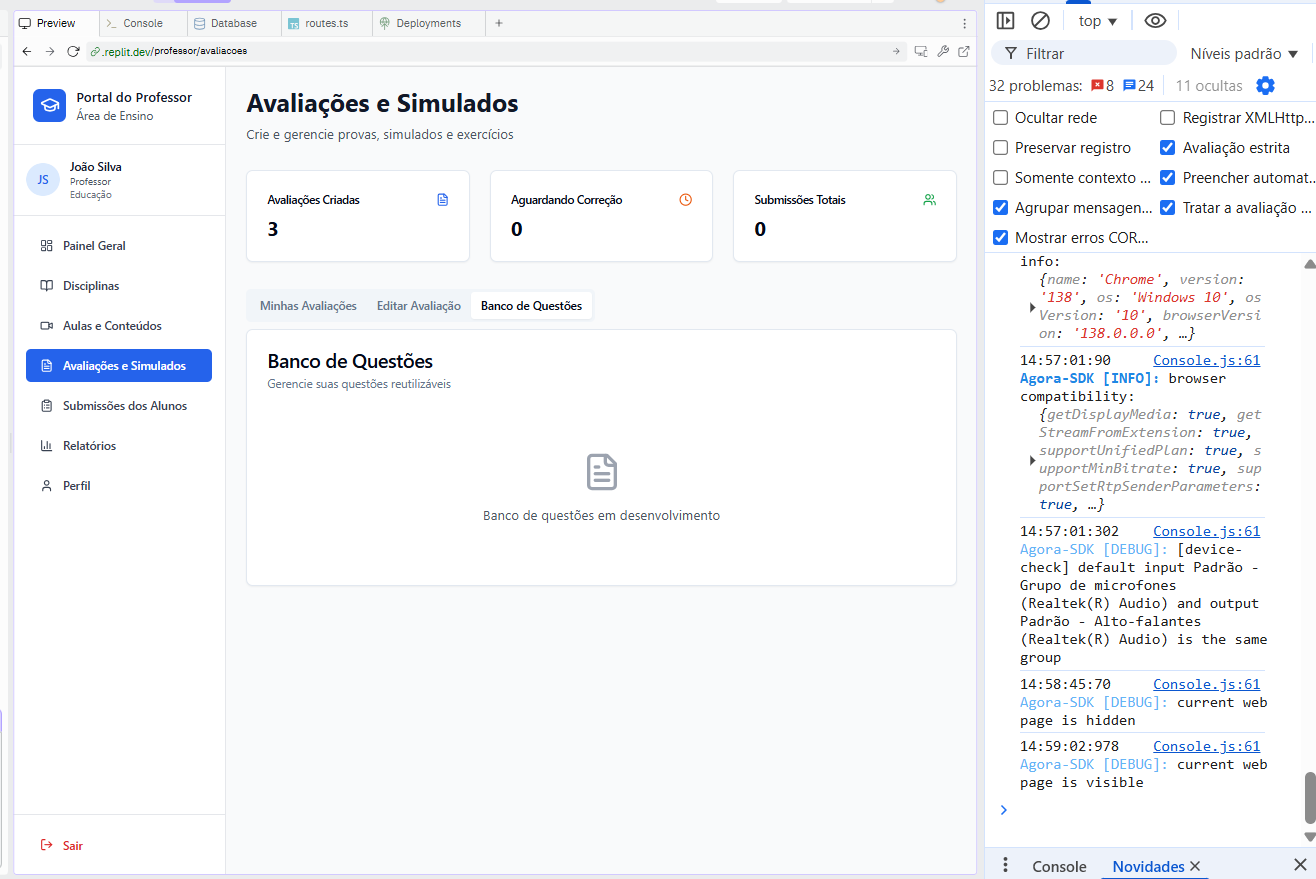 Preview
Console
Database
routes.ts
Deployments
.replit.dev/professor/avaliacoes
Portal do Professor
Área de Ensino
JS
João Silva
Professor
Educação
Painel Geral
Disciplinas
Aulas e Conteúdos
Avaliações e Simulados
Submissões dos Alunos
Relatórios
Perfil
Sair
Avaliações e Simulados
Crie e gerencie provas, simulados e exercícios
Avaliações Criadas
3
Aguardando Correção
0
Submissões Totais
0
Minhas Avaliações
Editar Avaliação
Banco de Questões
Banco de Questões
Gerencie suas questões reutilizáveis
Banco de questões em desenvolvimento
top ▼
Filtrar
Níveis padrão ▼
32 problemas: 8 24 11 ocultas
Ocultar rede
Registrar XMLHttp...
Preservar registro
Avaliação estrita
Somente contexto ...
Preencher automat...
Agrupar mensagen...
Tratar a avaliação ...
Mostrar erros COR...
info:
{name: 'Chrome', version:
'138', os: 'Windows 10', os
Version: '10', browserVersi
on: '138.0.0.0', …}
14:57:01:90 Console.js:61
Agora-SDK [INFO]: browser
compatibility:
{getDisplayMedia: true, get
StreamFromExtension: true,
supportUnifiedPlan: true, s
upportMinBitrate: true, sup
portSetRtpSenderParameters:
true, …}
14:57:01:302 Console.js:61
Agora-SDK [DEBUG]: [device-
check] default input Padrão -
Grupo de microfones
(Realtek(R) Audio) and output
Padrão - Alto-falantes
(Realtek(R) Audio) is the same
group
14:58:45:70 Console.js:61
Agora-SDK [DEBUG]: current web
page is hidden
14:59:02:978 Console.js:61
Agora-SDK [DEBUG]: current web
page is visible
Console
Novidades